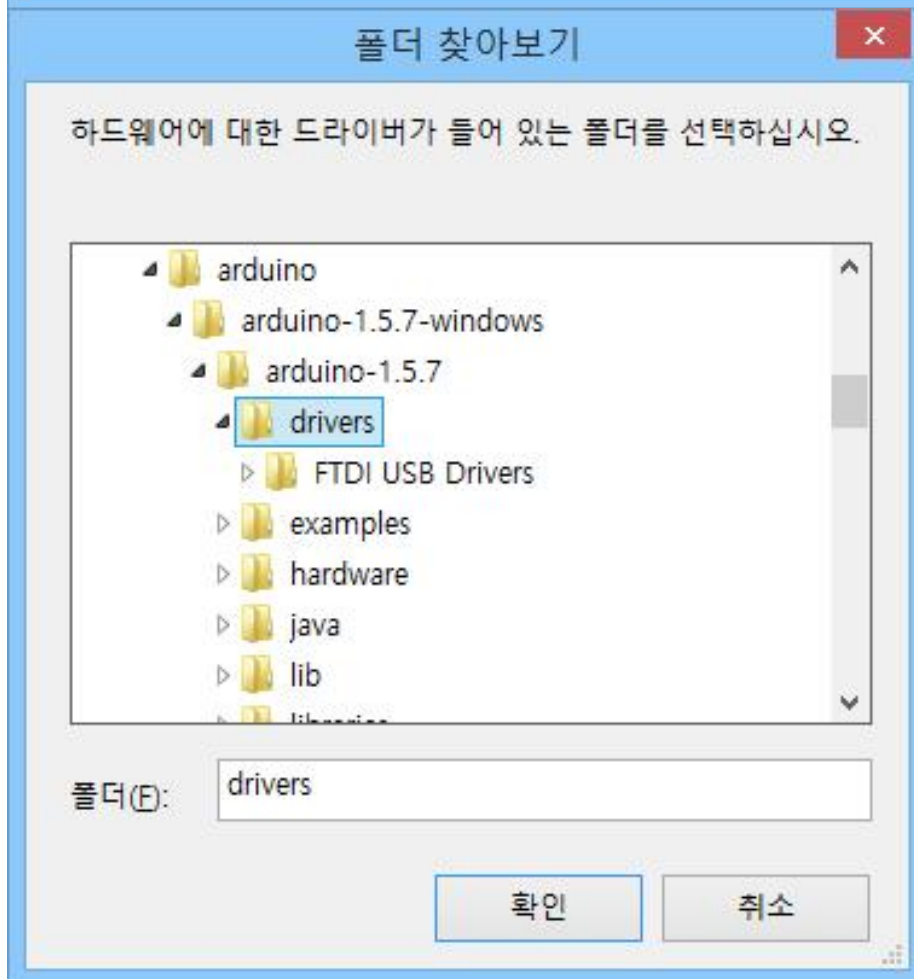 폴더 찾아보기
하드웨어에 대한 드라이버가 들어 있는 폴더를 선택하십시오.
arduino
arduino-1.5.7-windows
arduino-1.5.7
drivers
FTDI USB Drivers
examples
hardware
java
lib
폴더(F):
drivers
확인
취소